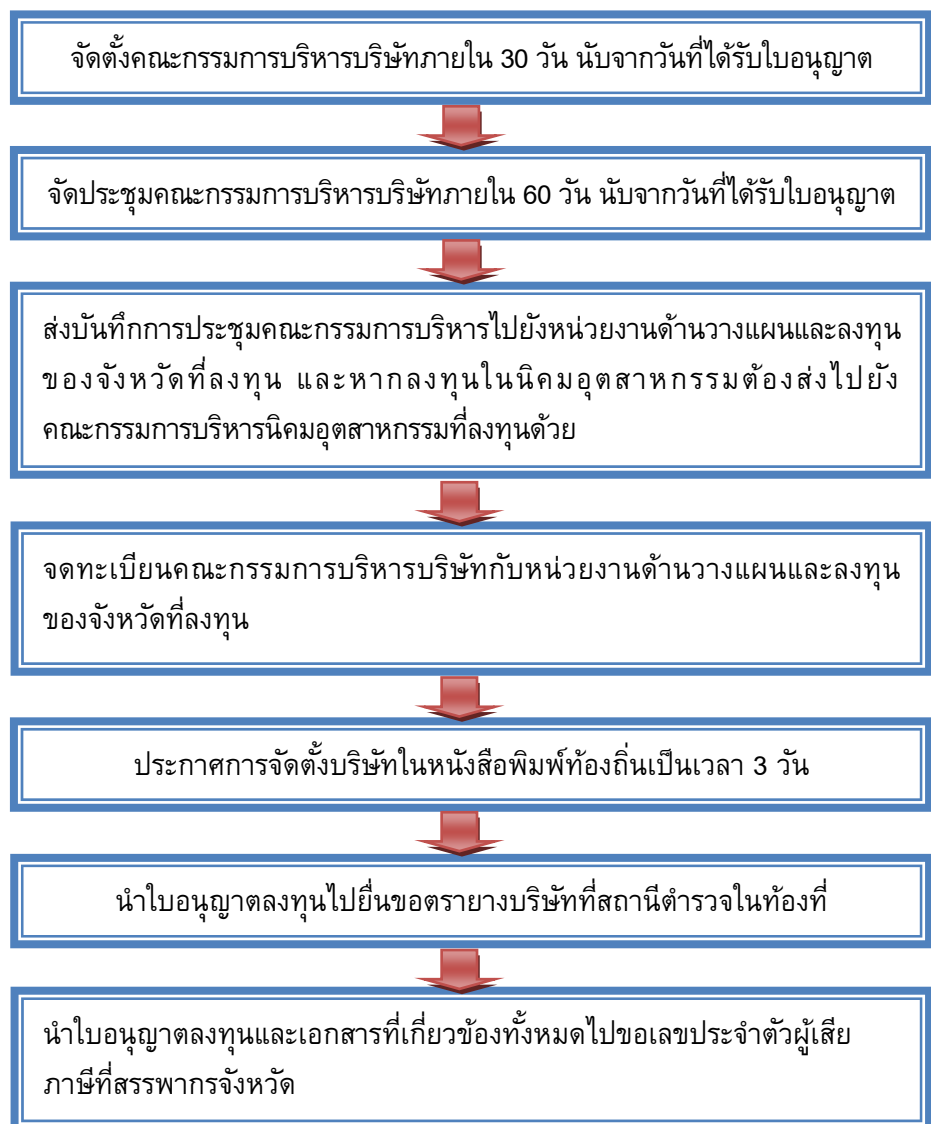 จัดตั้งคณะกรรมการบริหารบริษัทภายใน 30 วัน นับจากวันที่ได้รับใบอนุญาต
จัดประชุมคณะกรรมการบริหารบริษัทภายใน 60 วัน นับจากวันที่ได้รับใบอนุญาต
ส่งบันทึกการประชุมคณะกรรมการบริหารไปยังหน่วยงานด้านวางแผนและลงทุน
ของจังหวัดที่ลงทุน และหากลงทุนในนิคมอุตสาหกรรมต้องส่งไปยัง
คณะกรรมการบริหารนิคมอุตสาหกรรมที่ลงทุนด้วย
จดทะเบียนคณะกรรมการบริหารบริษัทกับหน่วยงานด้านวางแผนและลงทุน
ของจังหวัดที่ลงทุน
ประกาศการจัดตั้งบริษัทในหนังสือพิมพ์ท้องถิ่นเป็นเวลา 3 วัน
นำใบอนุญาตลงทุนไปยื่นขอตรายางบริษัทที่สถานีตำรวจในท้องที่
นำใบอนุญาตลงทุนและเอกสารที่เกี่ยวข้องทั้งหมดไปขอเลขประจำตัวผู้เสีย
ภาษีที่สรรพากรจังหวัด